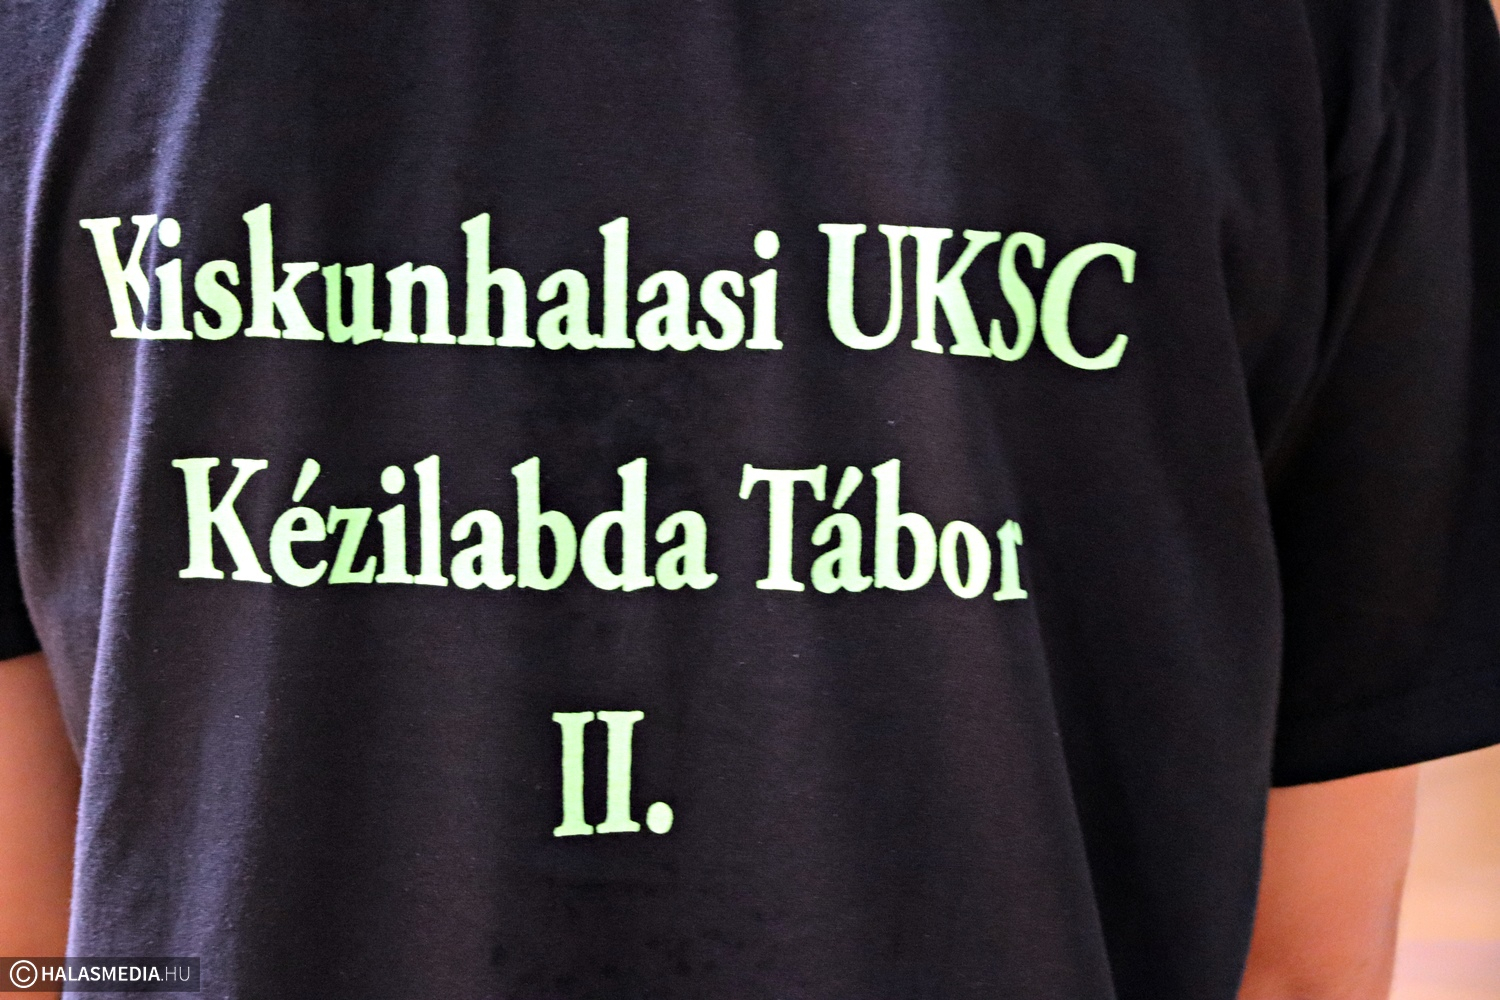 Kiskunhalasi UKSC
Kézilabda Tábor
II.
© HALASMEDIA.HU